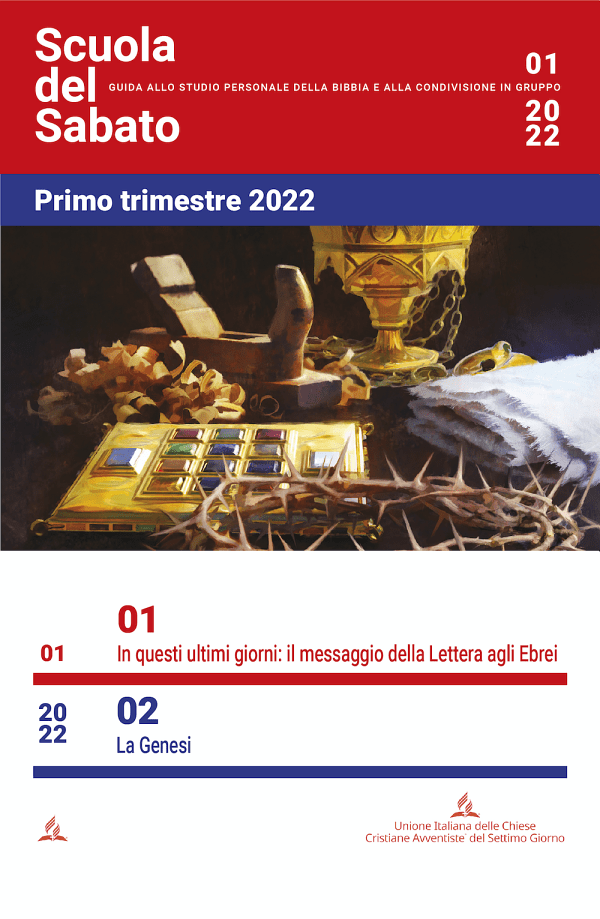 Scuola
del
Sabato
GUIDA ALLO STUDIO PERSONALE DELLA BIBBIA E ALLA CONDIVISIONE IN GRUPPO
01
20
22
Primo trimestre 2022
01
01
In questi ultimi giorni: il messaggio della Lettera agli Ebrei
20
22
02
La Genesi
Unione Italiana delle Chiese
Cristiane Avventiste® del Settimo Giorno